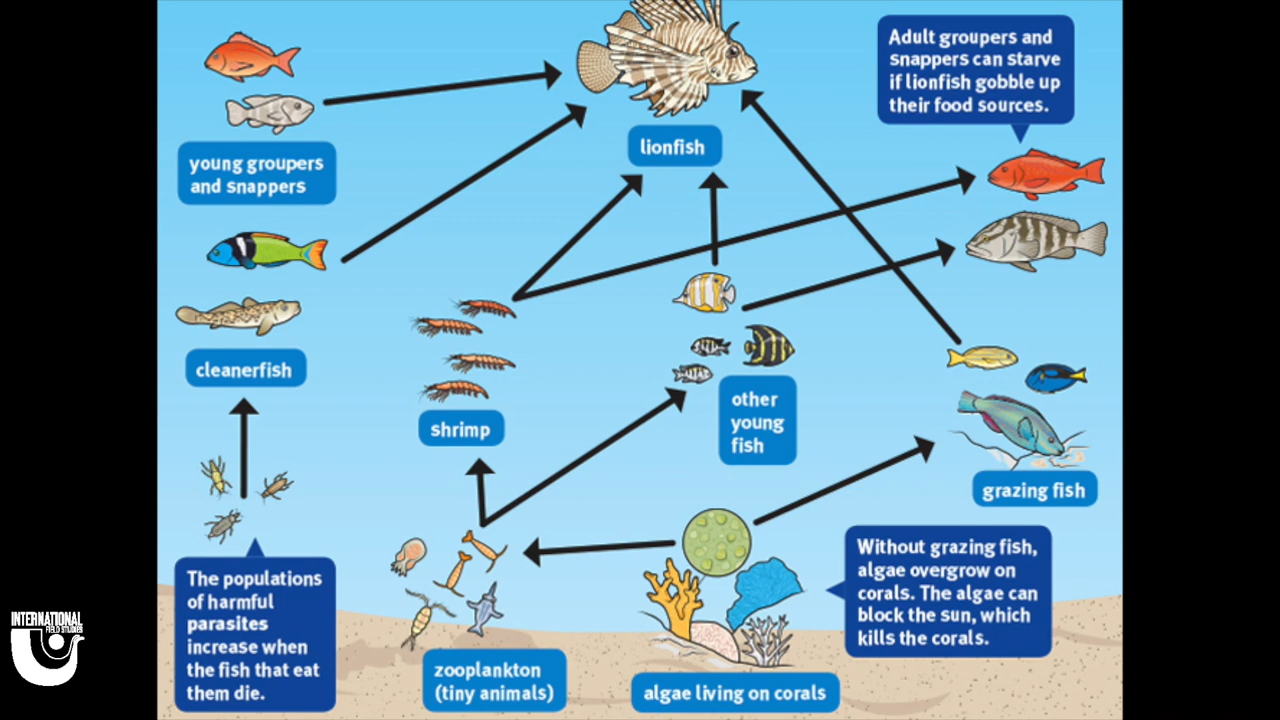 Adult groupers and
snappers can starve
if lionfish gobble up
their food sources.
lionfish
young groupers
and snappers
cleanerfish
shrimp
other
young
fish
grazing fish
The populations
of harmful
parasites
increase when
the fish that eat
them die.
Without grazing fish,
algae overgrow on
corals. The algae can
block the sun, which
kills the corals.
zooplankton
(tiny animals)
algae living on corals
INTERNATIONAL
FIELD STUDIES